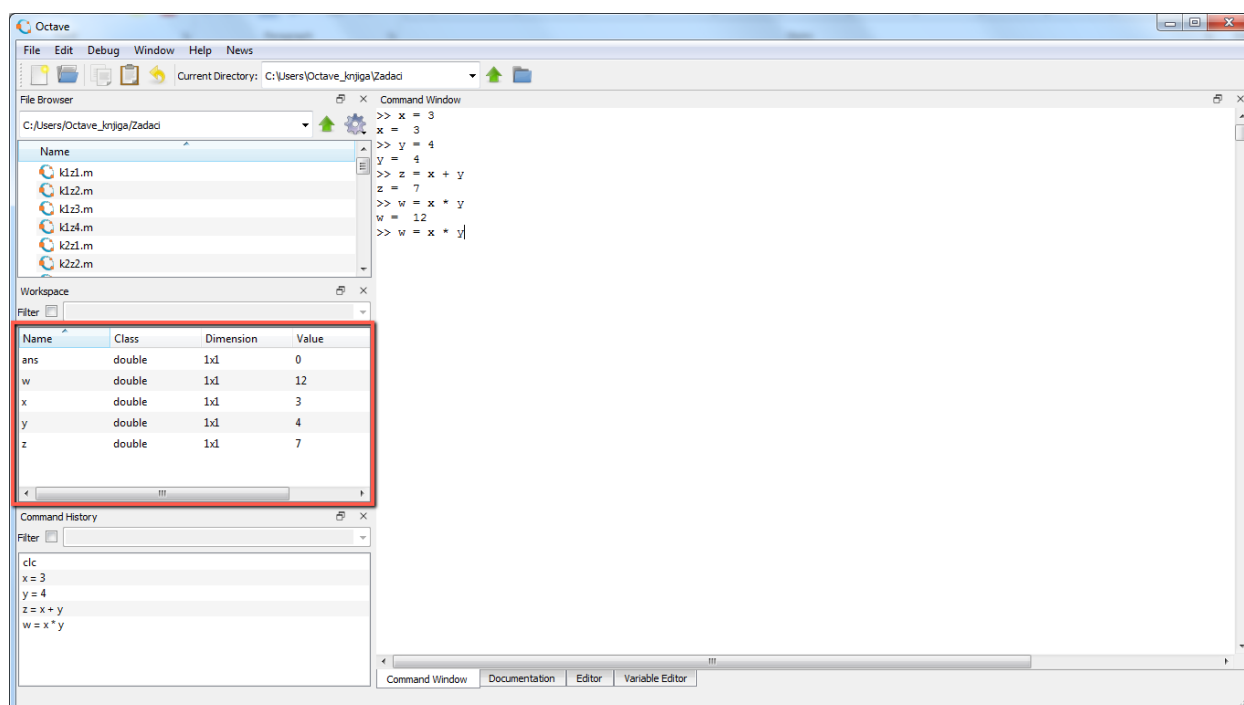 Octave
File Edit Debug Window Help News
Current Directory: C:\Users\Octave_knjiga\Zadaci
File Browser
C:/Users/Octave_knjiga/Zadaci
Name
k1z1.m
k1z2.m
k1z3.m
k1z4.m
k2z1.m
k2z2.m
Workspace
Filter
Name Class Dimension Value
ans double 1x1 0
w double 1x1 12
x double 1x1 3
y double 1x1 4
z double 1x1 7
Command History
Filter
clc
x = 3
y = 4
z = x + y
w = x * y
Command Window
>> x = 3
x = 3
>> y = 4
y = 4
>> z = x + y
z = 7
>> w = x * y
w = 12
>> w = x * y
Command Window Documentation Editor Variable Editor